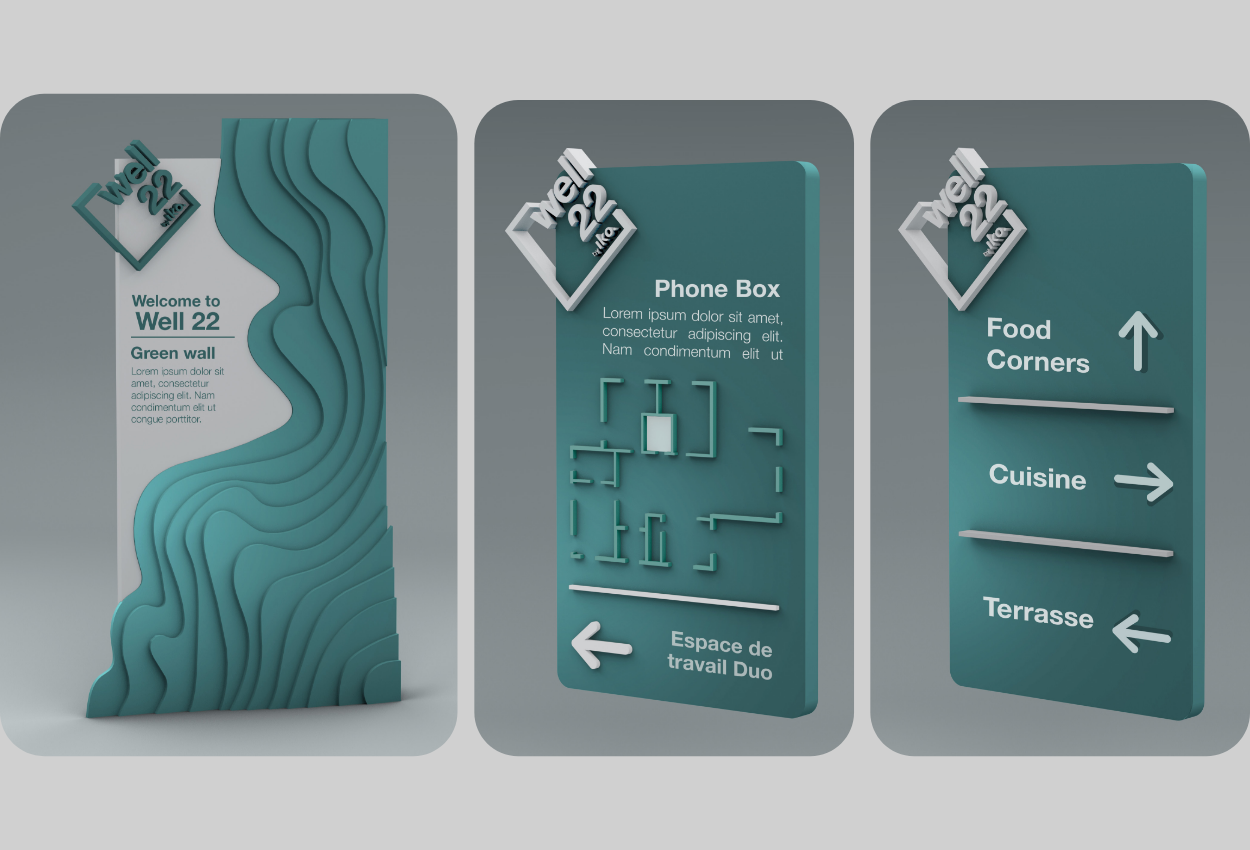 well
22
Welcome to
Well 22
Green wall
Lorem ipsum dolor sit
amet, consectetur
adipiscing elit. Nam
condimentum elit ut
congue porttitor.
well
22
by ika
Phone Box
Lorem ipsum dolor sit amet,
consectetur adipiscing elit.
Nam condimentum elit ut
Espace de
travail Duo
well
22
by ika
Food
Corners
Cuisine
Terrasse